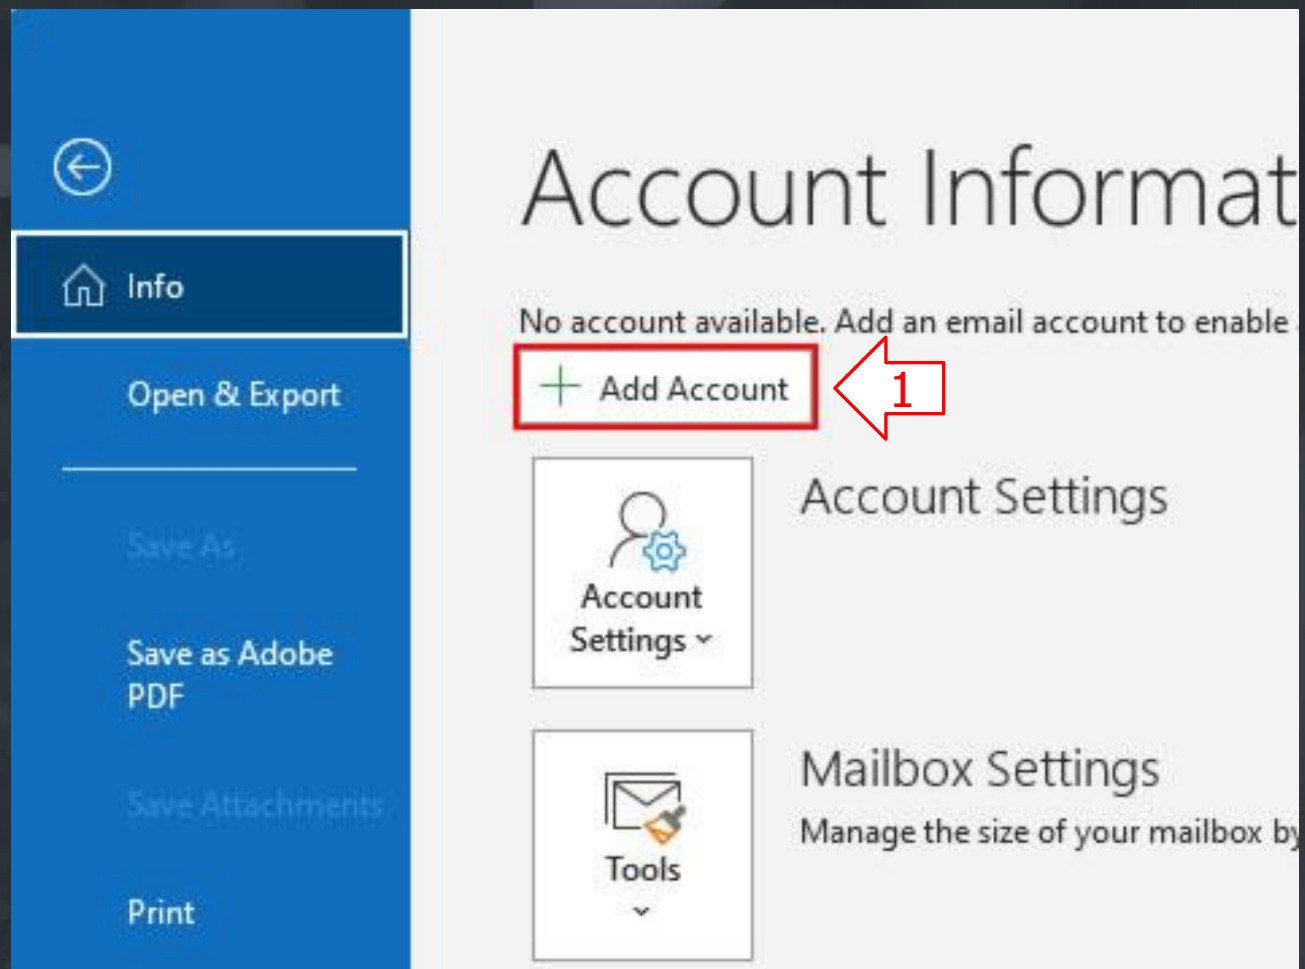 Account Informat
Info
No account available. Add an email account to enable
Add Account
1
Open & Export
Account Settings
Save As
Account
Settings
Save as Adobe
PDF
Mailbox Settings
Manage the size of your mailbox by
Save Attachments
Tools
Print